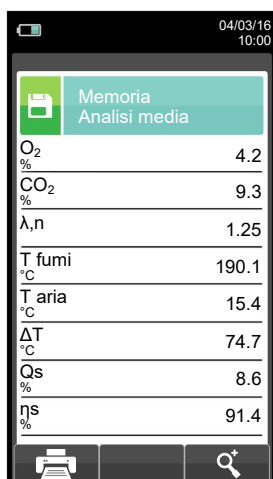 04/03/16
10:00
Memoria
Analisi media
O₂
% 4.2
CO₂
% 9.3
λ,n 1.25
T fumi
°C 190.1
T aria
°C 15.4
ΔT
°C 74.7
Qs
% 8.6
ηs
% 91.4